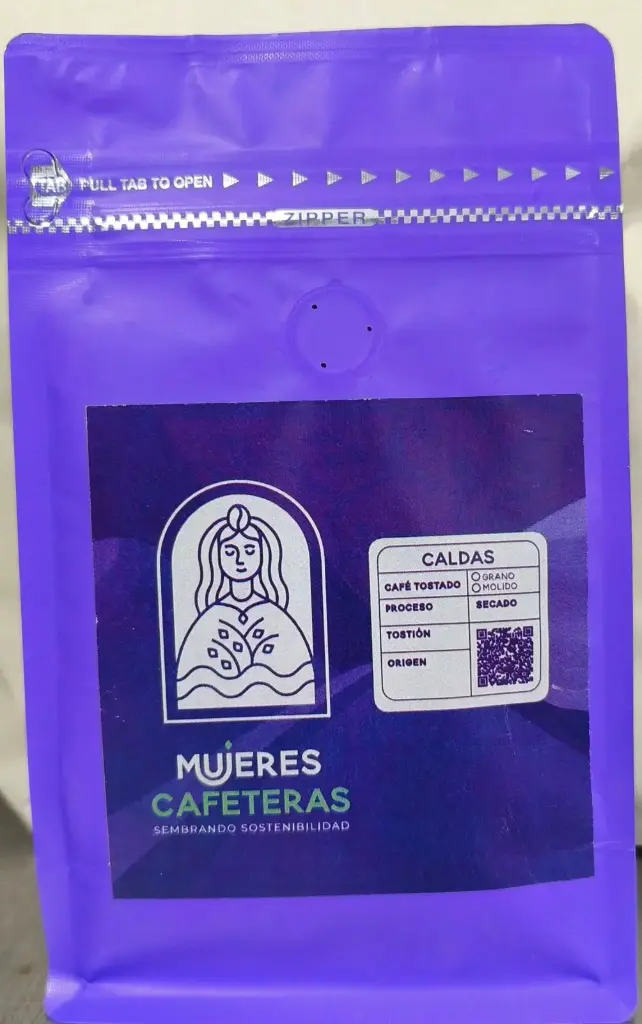 TAB PULL TAB TO OPEN
ZIPPER
CALDAS
CAFÉ TOSTADO
GRANO
MOLIDO
PROCESO
SECADO
TOSTIÓN
ORIGEN
MUJERES
CAFETERAS
SEMBRANDO SOSTENIBILIDAD